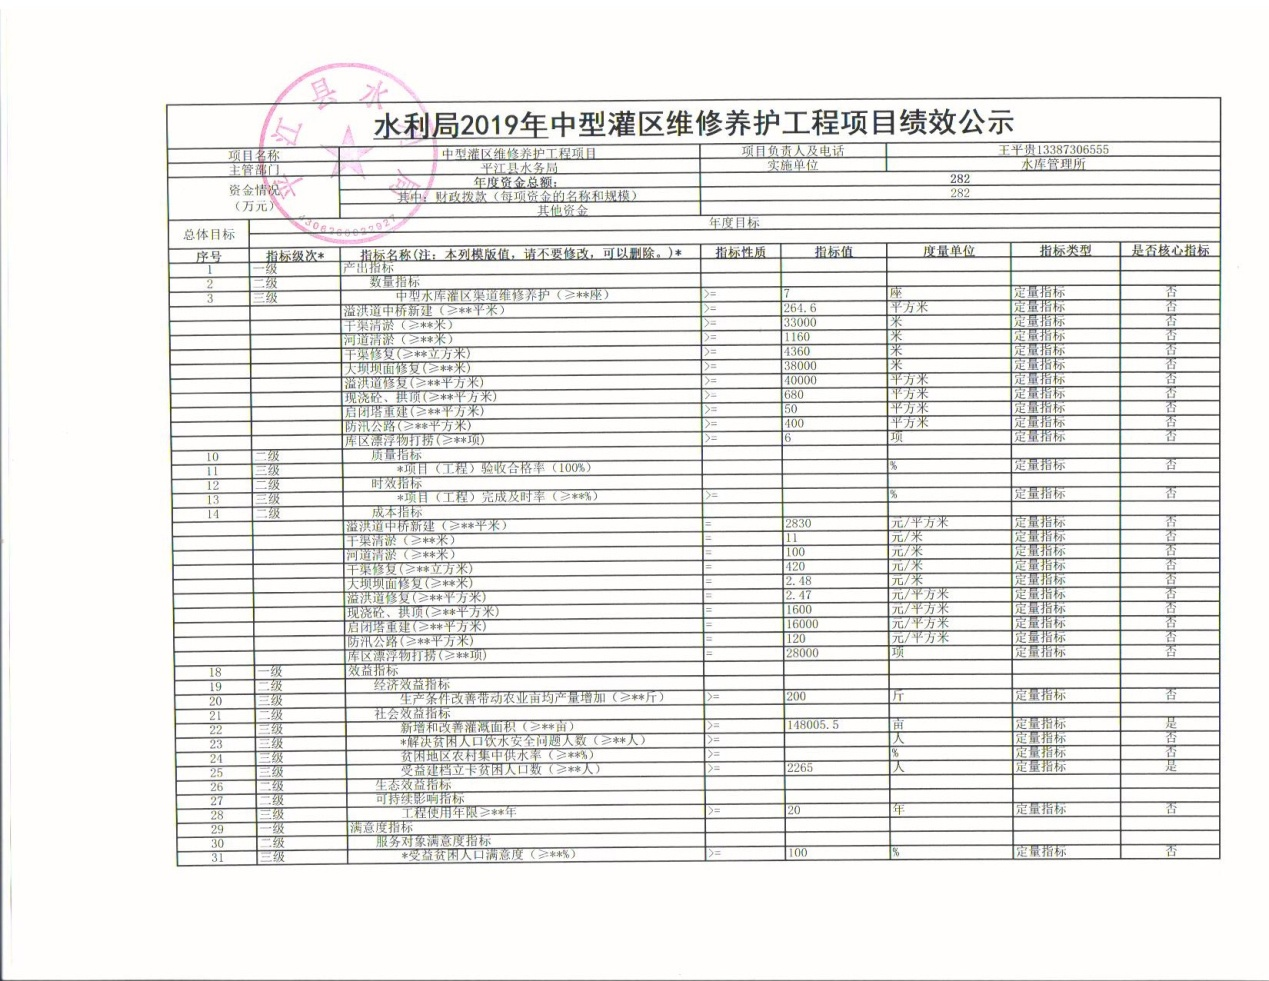 水利局2019年中型灌区维修养护工程项目绩效公示
项目名称 中型灌区维修养护工程项目 项目负责人及电话 王平贵13387306555
主管部门 平江县水务局 实施单位 水库管理所
资金情况（万元） 年度资金总额: 282
其中: 财政拨款（每项资金的名称和规模） 282
其他资金
总体目标 年度目标
序号 指标级次* 指标名称(注: 本列模版值, 请不要修改, 可以删除。)* 指标性质 指标值 度量单位 指标类型 是否核心指标
1 一级 产出指标
2 二级 数量指标
3 三级 中型水库灌区渠道维修养护（≥**座） >= 7 座 定量指标 否
溢洪道中桥新建（≥**平米） >= 264.6 平方米 定量指标 否
干渠清淤（≥**米） >= 33000 米 定量指标 否
河道清淤（≥**米） >= 1160 米 定量指标 否
干渠修复(≥**立方米) >= 4360 米 定量指标 否
大坝坝面修复(≥**米) >= 38000 米 定量指标 否
溢洪道修复(≥**平方米) >= 40000 平方米 定量指标 否
现浇砼、拱顶(≥**平方米) >= 680 平方米 定量指标 否
启闭塔重建(≥**平方米) >= 50 平方米 定量指标 否
防汛公路(≥**平方米) >= 400 平方米 定量指标 否
库区漂浮物打捞(≥**项) >= 6 项 定量指标 否
10 二级 质量指标
11 三级 *项目（工程）验收合格率（100%） % 定量指标 否
12 二级 时效指标
13 三级 *项目（工程）完成及时率（≥**%） >= % 定量指标 否
14 二级 成本指标
溢洪道中桥新建（≥**平米） = 2830 元/平方米 定量指标 否
干渠清淤（≥**米） = 11 元/米 定量指标 否
河道清淤（≥**米） = 100 元/米 定量指标 否
干渠修复(≥**立方米) = 420 元/米 定量指标 否
大坝坝面修复(≥**米) = 2.48 元/米 定量指标 否
溢洪道修复(≥**平方米) = 2.47 元/平方米 定量指标 否
现浇砼、拱顶(≥**平方米) = 1600 元/平方米 定量指标 否
启闭塔重建(≥**平方米) = 16000 元/平方米 定量指标 否
防汛公路(≥**平方米) = 120 元/平方米 定量指标 否
库区漂浮物打捞(≥**项) = 28000 项 定量指标 否
18 一级 效益指标
19 二级 经济效益指标
20 三级 生产条件改善带动农业亩均产量增加（≥**斤） >= 200 斤 定量指标 否
21 二级 社会效益指标
22 三级 新增和改善灌溉面积（≥**亩） >= 148005.5 亩 定量指标 是
23 三级 *解决贫困人口饮水安全问题人数（≥**人） >= 人 定量指标 否
24 三级 贫困地区农村集中供水率（≥**%） >= % 定量指标 否
25 三级 受益建档立卡贫困人口数（≥**人） >= 2265 人 定量指标 是
26 二级 生态效益指标
27 二级 可持续影响指标
28 三级 工程使用年限≥**年 >= 20 年 定量指标 否
29 一级 满意度指标
30 二级 服务对象满意度指标
31 三级 *受益贫困人口满意度（≥**%） >= 100 % 定量指标 否